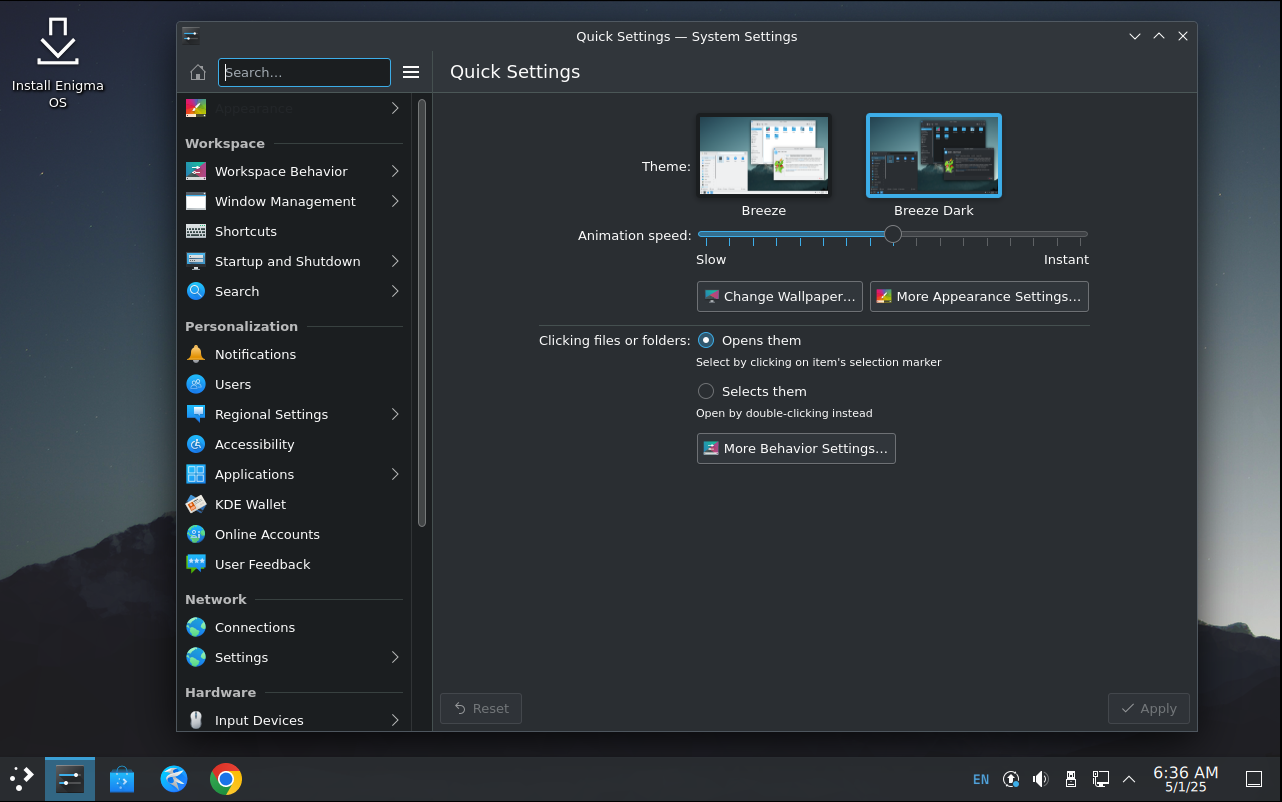 Install Enigma
OS
Quick Settings — System Settings
Search...
Quick Settings
Appearance
Workspace
Workspace Behavior
Window Management
Shortcuts
Startup and Shutdown
Search
Personalization
Notifications
Users
Regional Settings
Accessibility
Applications
KDE Wallet
Online Accounts
User Feedback
Network
Connections
Settings
Hardware
Input Devices
Theme:
Breeze
Breeze Dark
Animation speed:
Slow
Instant
Change Wallpaper...
More Appearance Settings...
Clicking files or folders:
Opens them
Select by clicking on item's selection marker
Selects them
Open by double-clicking instead
More Behavior Settings...
Reset
Apply
EN
6:36 AM
5/1/25